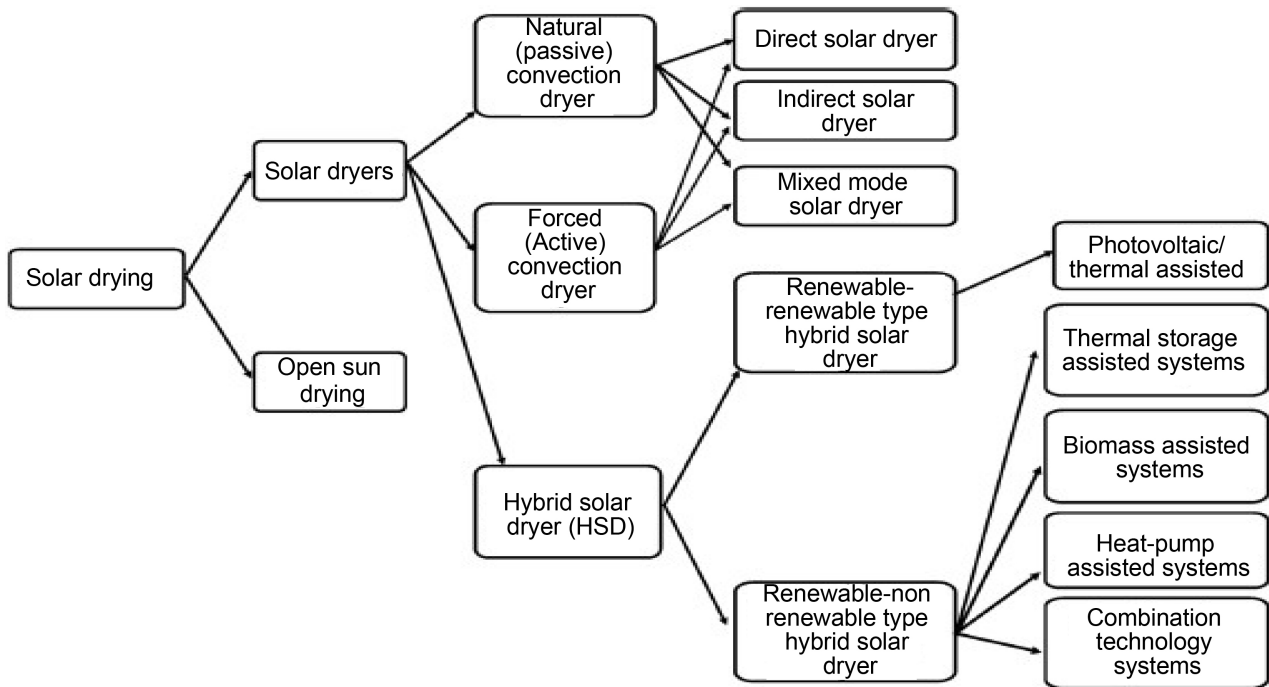 Solar drying
Solar dryers
Open sun
drying
Natural
(passive)
convection
dryer
Forced
(Active)
convection
dryer
Hybrid solar
dryer (HSD)
Direct solar dryer
Indirect solar
dryer
Mixed mode
solar dryer
Renewable-
renewable type
hybrid solar
dryer
Renewable-non
renewable type
hybrid solar
dryer
Photovoltaic/
thermal assisted
Thermal storage
assisted systems
Biomass assisted
systems
Heat-pump
assisted systems
Combination
technology
systems